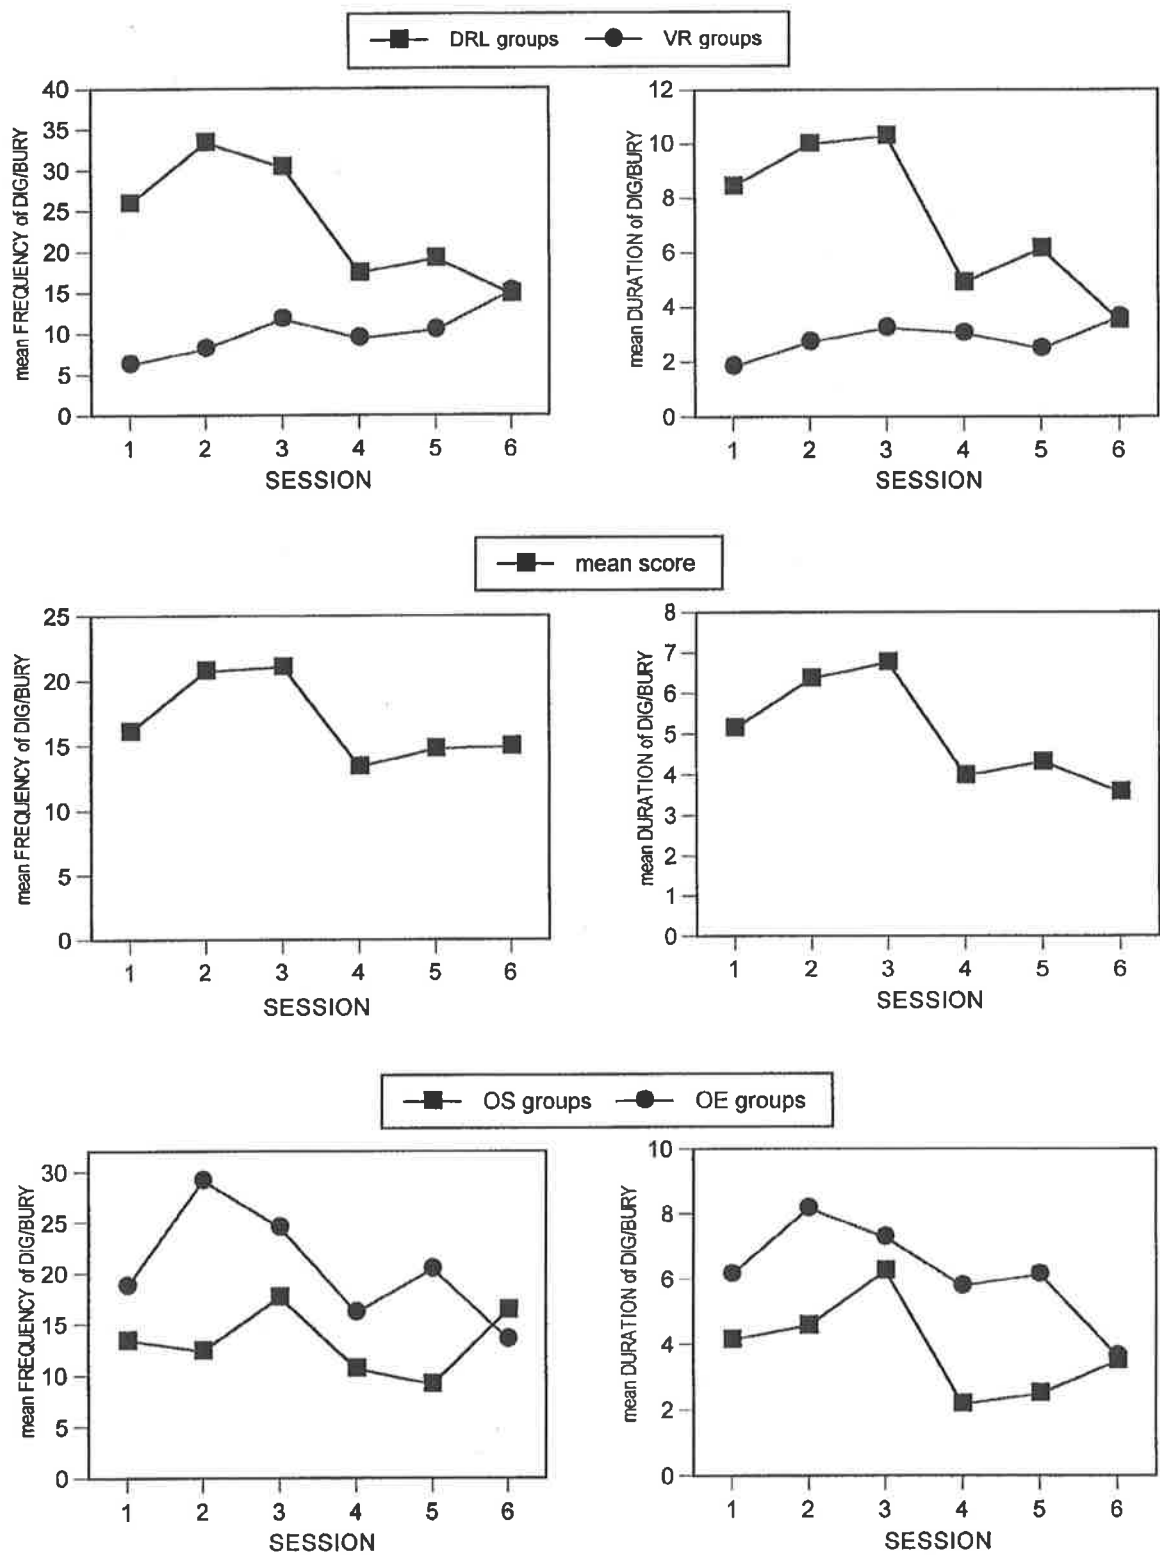 DRL groups VR groups
mean FREQUENCY of DIG/BURY
40
35
30
25
20
15
10
5
0
1 2 3 4 5 6
SESSION
mean DURATION of DIG/BURY
12
10
8
6
4
2
0
1 2 3 4 5 6
SESSION
mean score
mean FREQUENCY of DIG/BURY
25
20
15
10
5
0
1 2 3 4 5 6
SESSION
mean DURATION of DIG/BURY
8
7
6
5
4
3
2
1
0
1 2 3 4 5 6
SESSION
OS groups OE groups
mean FREQUENCY of DIG/BURY
30
25
20
15
10
5
0
1 2 3 4 5 6
SESSION
mean DURATION of DIG/BURY
10
8
6
4
2
0
1 2 3 4 5 6
SESSION